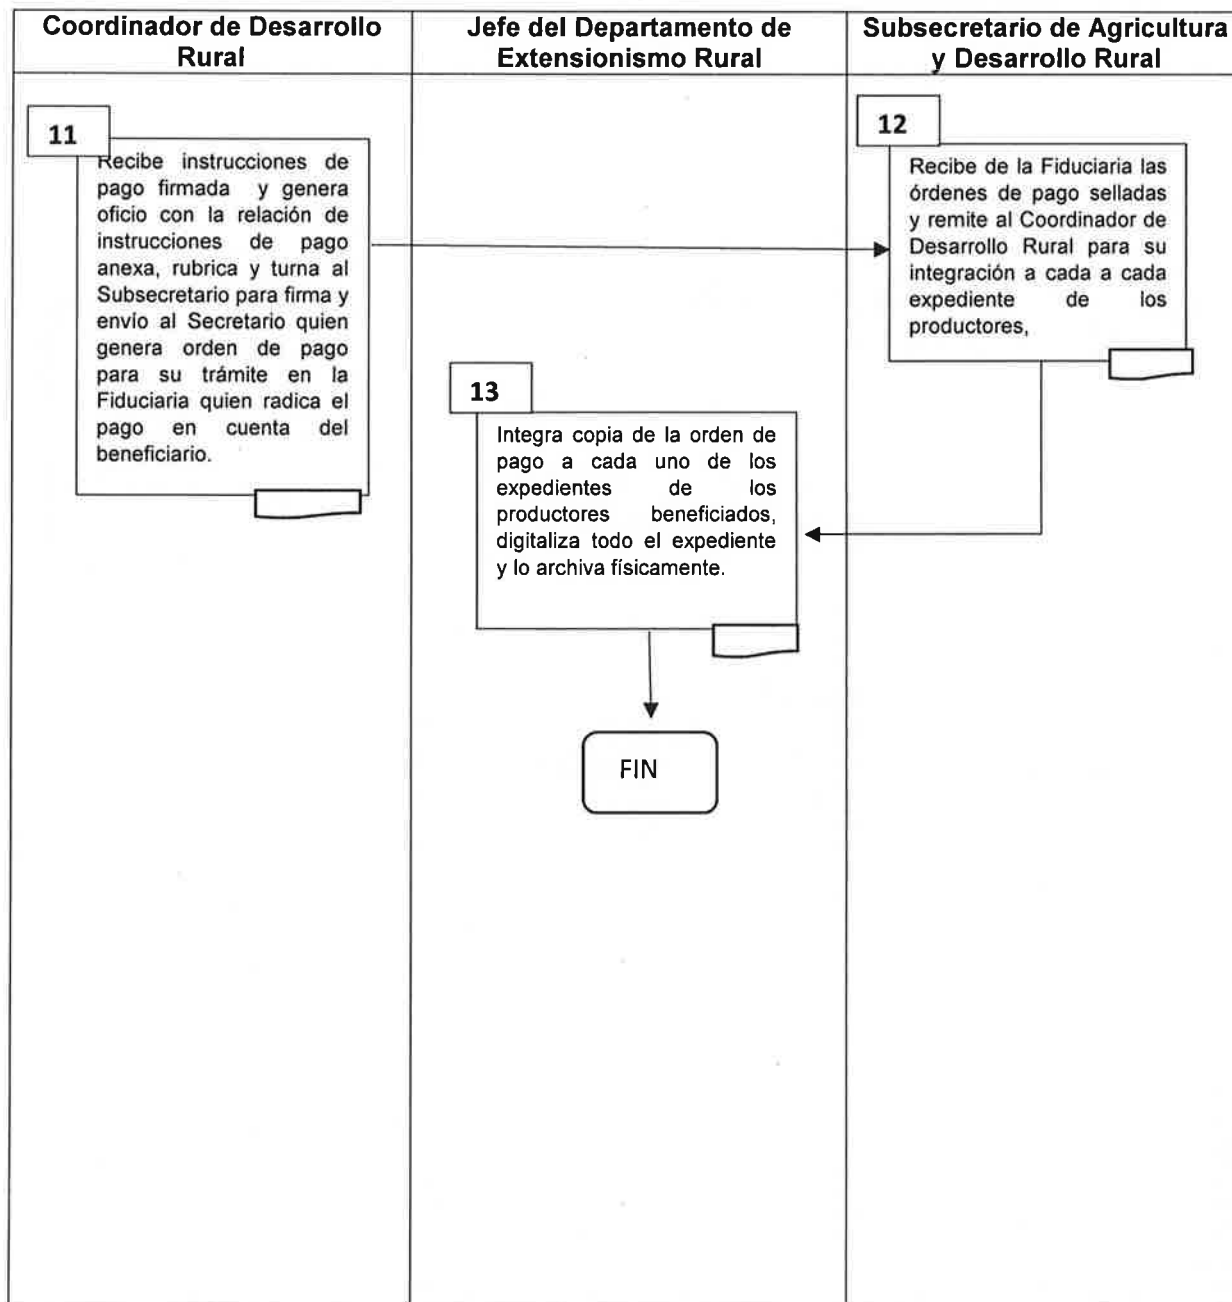 Coordinador de Desarrollo
Rural
Jefe del Departamento de
Extensionismo Rural
Subsecretario de Agricultura
y Desarrollo Rural
11
Recibe instrucciones de
pago firmada y genera
oficio con la relación de
instrucciones de pago
anexa, rubrica y turna al
Subsecretario para firma y
envío al Secretario quien
genera orden de pago
para su trámite en la
Fiduciaria quien radica el
pago en cuenta del
beneficiario.
12
Recibe de la Fiduciaria las
órdenes de pago selladas
y remite al Coordinador de
Desarrollo Rural para su
integración a cada a cada
expediente de los
productores,
13
Integra copia de la orden de
pago a cada uno de los
expedientes de los
productores beneficiados,
digitaliza todo el expediente
y lo archiva físicamente.
FIN